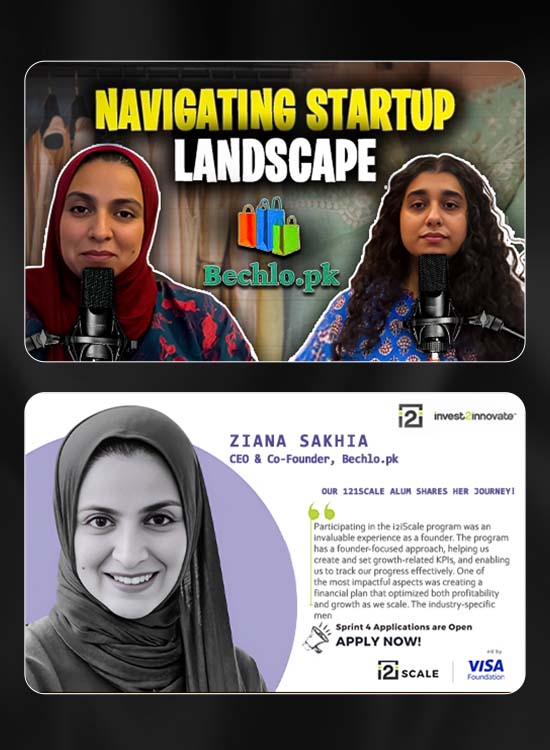 NAVIGATING STARTUP
LANDSCAPE
Bechlo.pk
i2i invest2innovate™
ZIANA SAKHIA
CEO & Co-Founder, Bechlo.pk
OUR 121SCALE ALUM SHARES HER JOURNEY!
Participating in the i2iScale program was an
invaluable experience as a founder. The program
has a founder-focused approach, helping us
create and set growth-related KPIs, and enabling
us to track our progress effectively. One of
the most impactful aspects was creating a
financial plan that optimized both profitability
and growth as we scale. The industry-specific
men
Sprint 4 Applications are Open
APPLY NOW!
i2i SCALE
ed by
VISA
Foundation